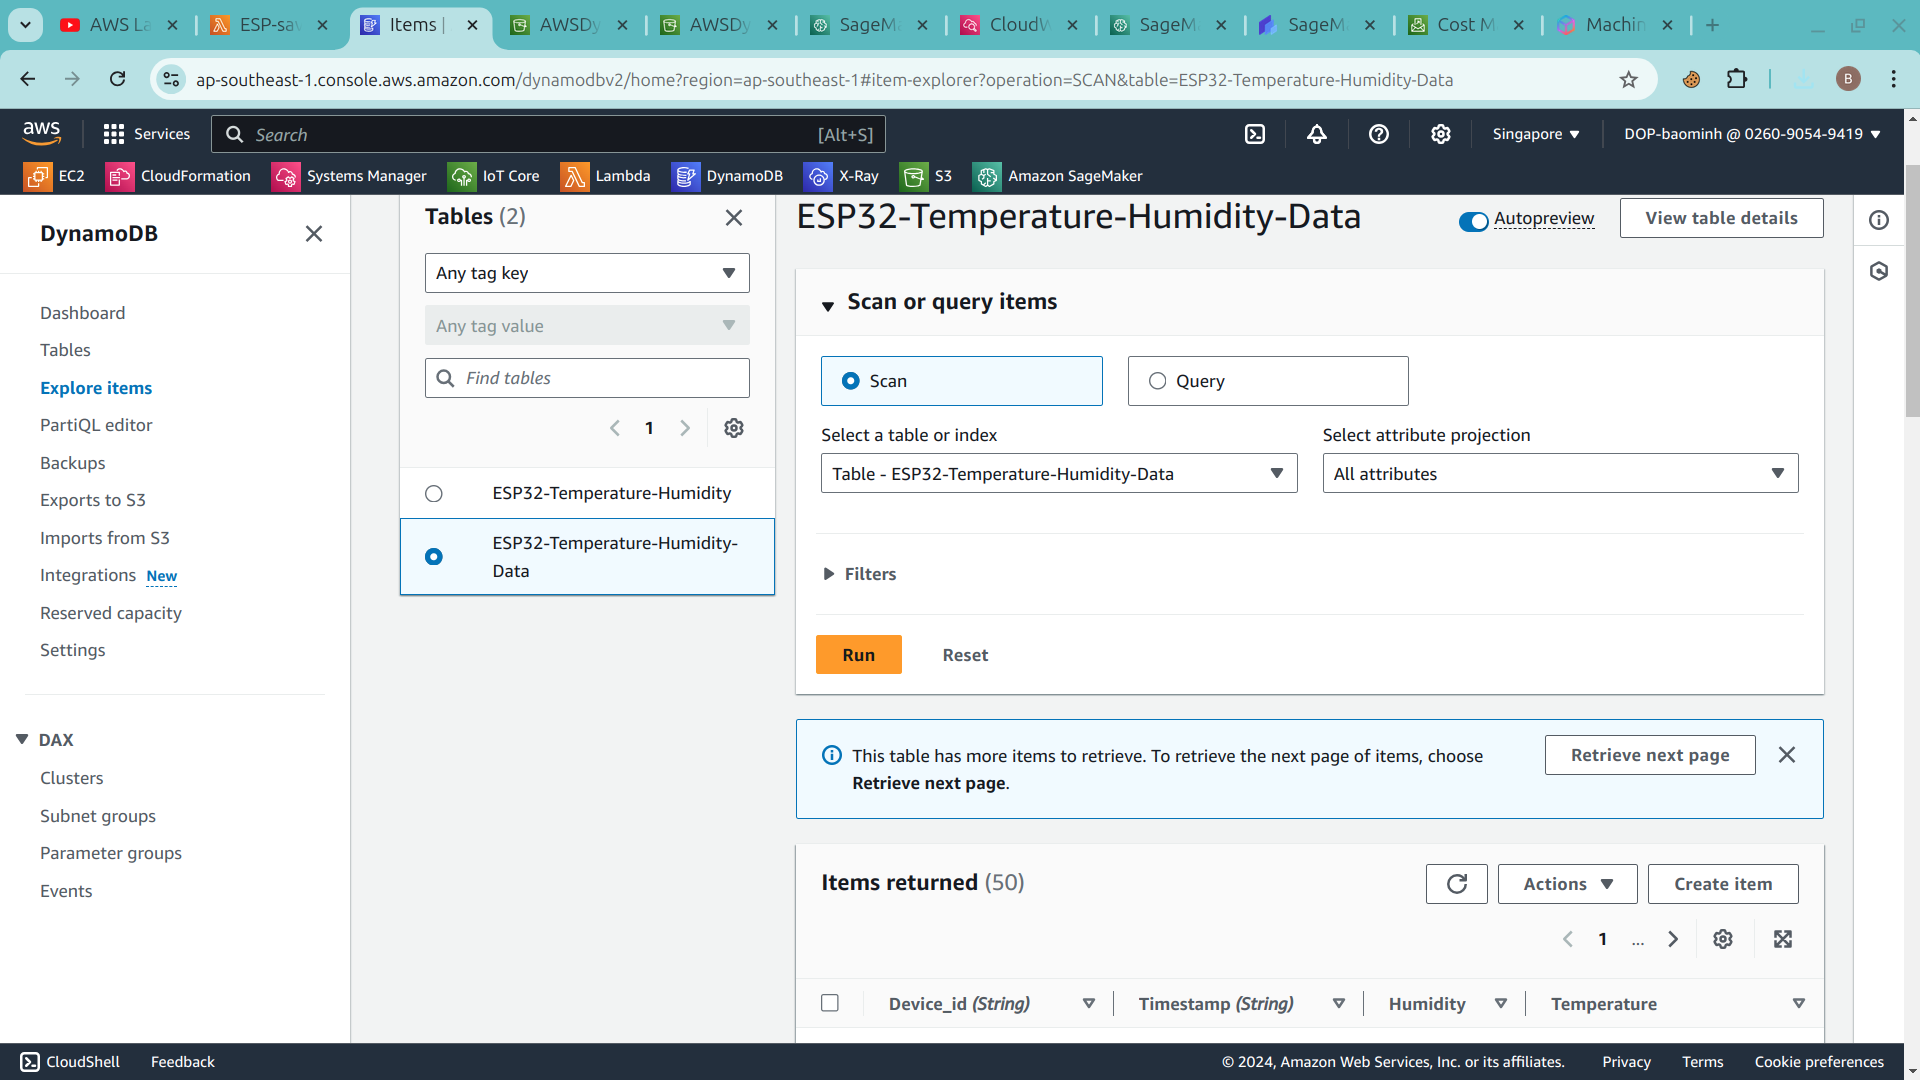 AWS La
ESP-sav
Items |
AWSDy
AWSDy
SageMa
CloudW
SageM
SageM
Cost M
Machin
ap-southeast-1.console.aws.amazon.com/dynamodbv2/home?region=ap-southeast-1#item-explorer?operation=SCAN&table=ESP32-Temperature-Humidity-Data
B
aws
Services
Search
[Alt+S]
Singapore
DOP-baominh @ 0260-9054-9419
EC2
CloudFormation
Systems Manager
IoT Core
Lambda
DynamoDB
X-Ray
S3
Amazon SageMaker
DynamoDB
Dashboard
Tables
Explore items
PartiQL editor
Backups
Exports to S3
Imports from S3
Integrations New
Reserved capacity
Settings
DAX
Clusters
Subnet groups
Parameter groups
Events
Tables (2)
Any tag key
Any tag value
Find tables
1
ESP32-Temperature-Humidity
ESP32-Temperature-Humidity-
Data
ESP32-Temperature-Humidity-Data
Autopreview
View table details
Scan or query items
Scan
Query
Select a table or index
Select attribute projection
Table - ESP32-Temperature-Humidity-Data
All attributes
Filters
Run
Reset
This table has more items to retrieve. To retrieve the next page of items, choose
Retrieve next page.
Retrieve next page
Items returned (50)
Actions
Create item
1 ...
Device_id (String)
Timestamp (String)
Humidity
Temperature
CloudShell
Feedback
© 2024, Amazon Web Services, Inc. or its affiliates.
Privacy
Terms
Cookie preferences